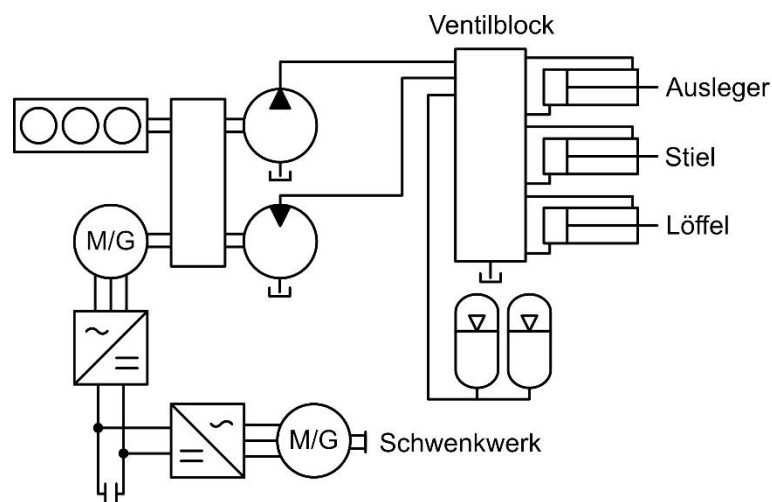 Ventilblock
Ausleger
Stiel
Löffel
M/G
M/G
Schwenkwerk